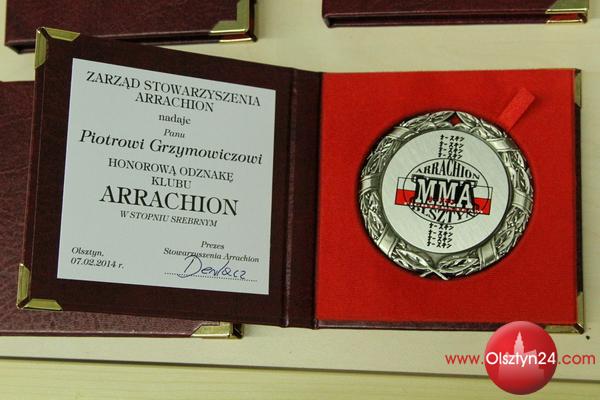 ZARZĄD STOWARZYSZENIA
ARRACHION
nadaje
Panu
Piotrowi Grzymowiczowi
HONOROWĄ ODZNAKĘ
KLUBU
ARRACHION
W STOPNIU SREBRNYM
Olsztyn,
07.02.2014 r.
Prezes
Stowarzyszenia Arrachion
ARRACHION
MMA
OLSZTYN
www.Olsztyn24.com